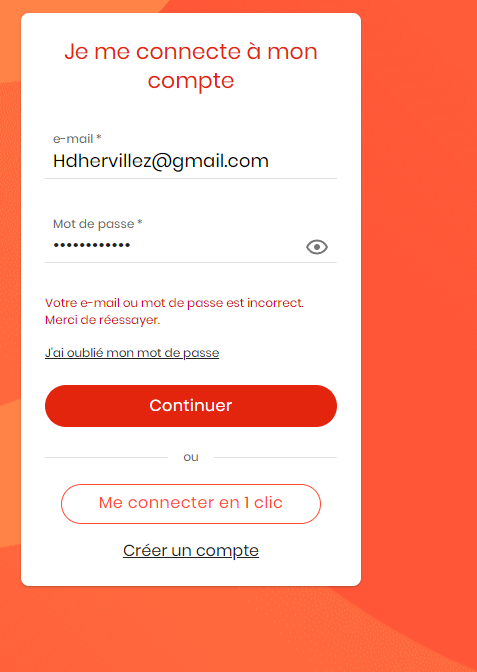 Je me connecte à mon
compte
e-mail *
Hdhervillez@gmail.com
Mot de passe *
••••••••••••
Votre e-mail ou mot de passe est incorrect.
Merci de réessayer.
J'ai oublié mon mot de passe
Continuer
ou
Me connecter en 1 clic
Créer un compte